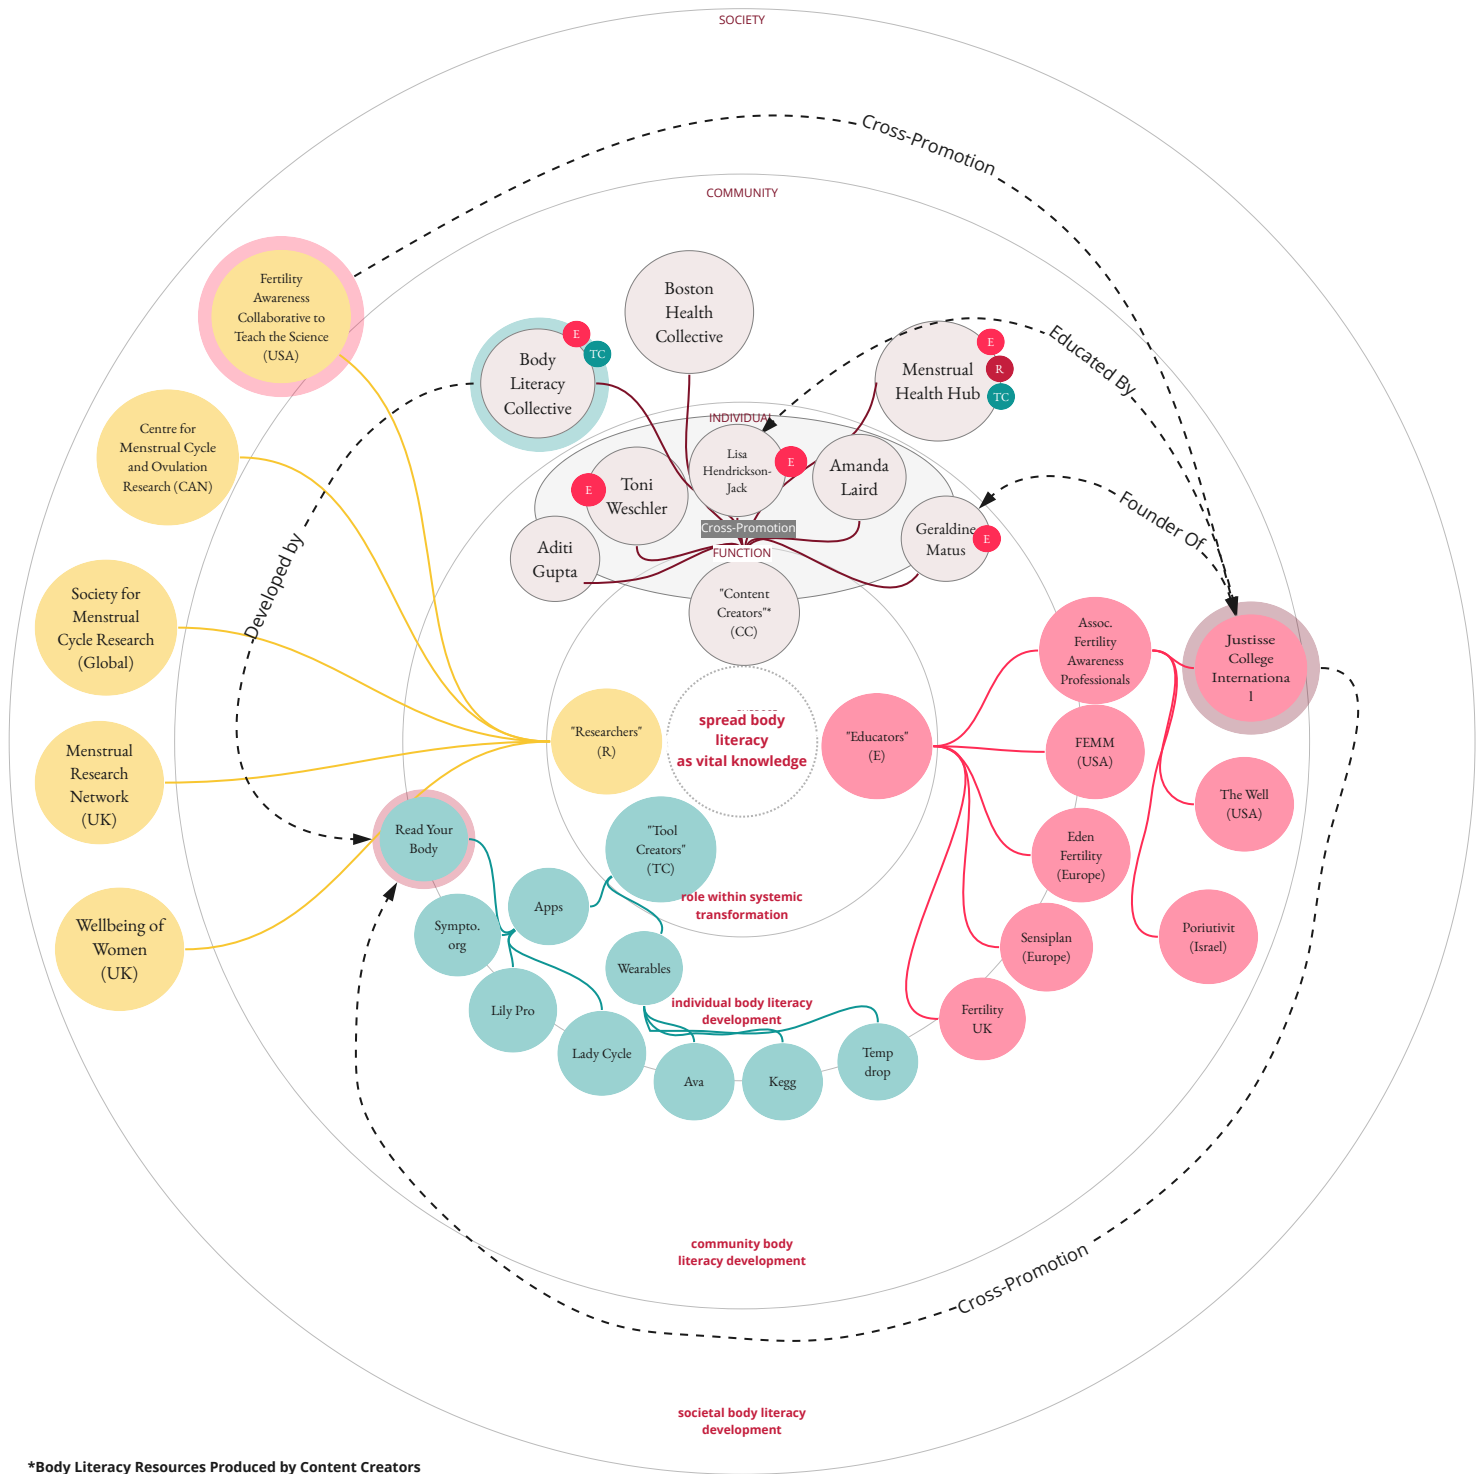 SOCIETY
Cross-Promotion
COMMUNITY
Fertility
Awareness
Collaborative to
Teach the Science
(USA)
Boston
Health
Collective
E
TC
Body
Literacy
Collective
E
R
TC
Menstrual
Health Hub
Educated By
Centre for
Menstrual Cycle
and Ovulation
Research (CAN)
INDIVIDUAL
Lisa
Hendrickson-
Jack
E
Amanda
Laird
E
Toni
Weschler
Founder Of
Cross-Promotion
Geraldine
Matus
E
Aditi
Gupta
FUNCTION
Developed by
"Content
Creators"*
(CC)
Society for
Menstrual
Cycle Research
(Global)
Assoc.
Fertility
Awareness
Professionals
Justisse
College
Internationa
l
"Researchers"
(R)
spread body
literacy
as vital knowledge
"Educators"
(E)
FEMM
(USA)
Menstrual
Research
Network
(UK)
The Well
(USA)
Read Your
Body
"Tool
Creators"
(TC)
Eden
Fertility
(Europe)
role within systemic
transformation
Apps
Sympto.
org
Wellbeing of
Women
(UK)
Sensiplan
(Europe)
Poriutivit
(Israel)
Wearables
individual body literacy
development
Lily Pro
Fertility
UK
Lady Cycle
Temp
drop
Ava
Kegg
community body
literacy development
Cross-Promotion
societal body literacy
development
*Body Literacy Resources Produced by Content Creators